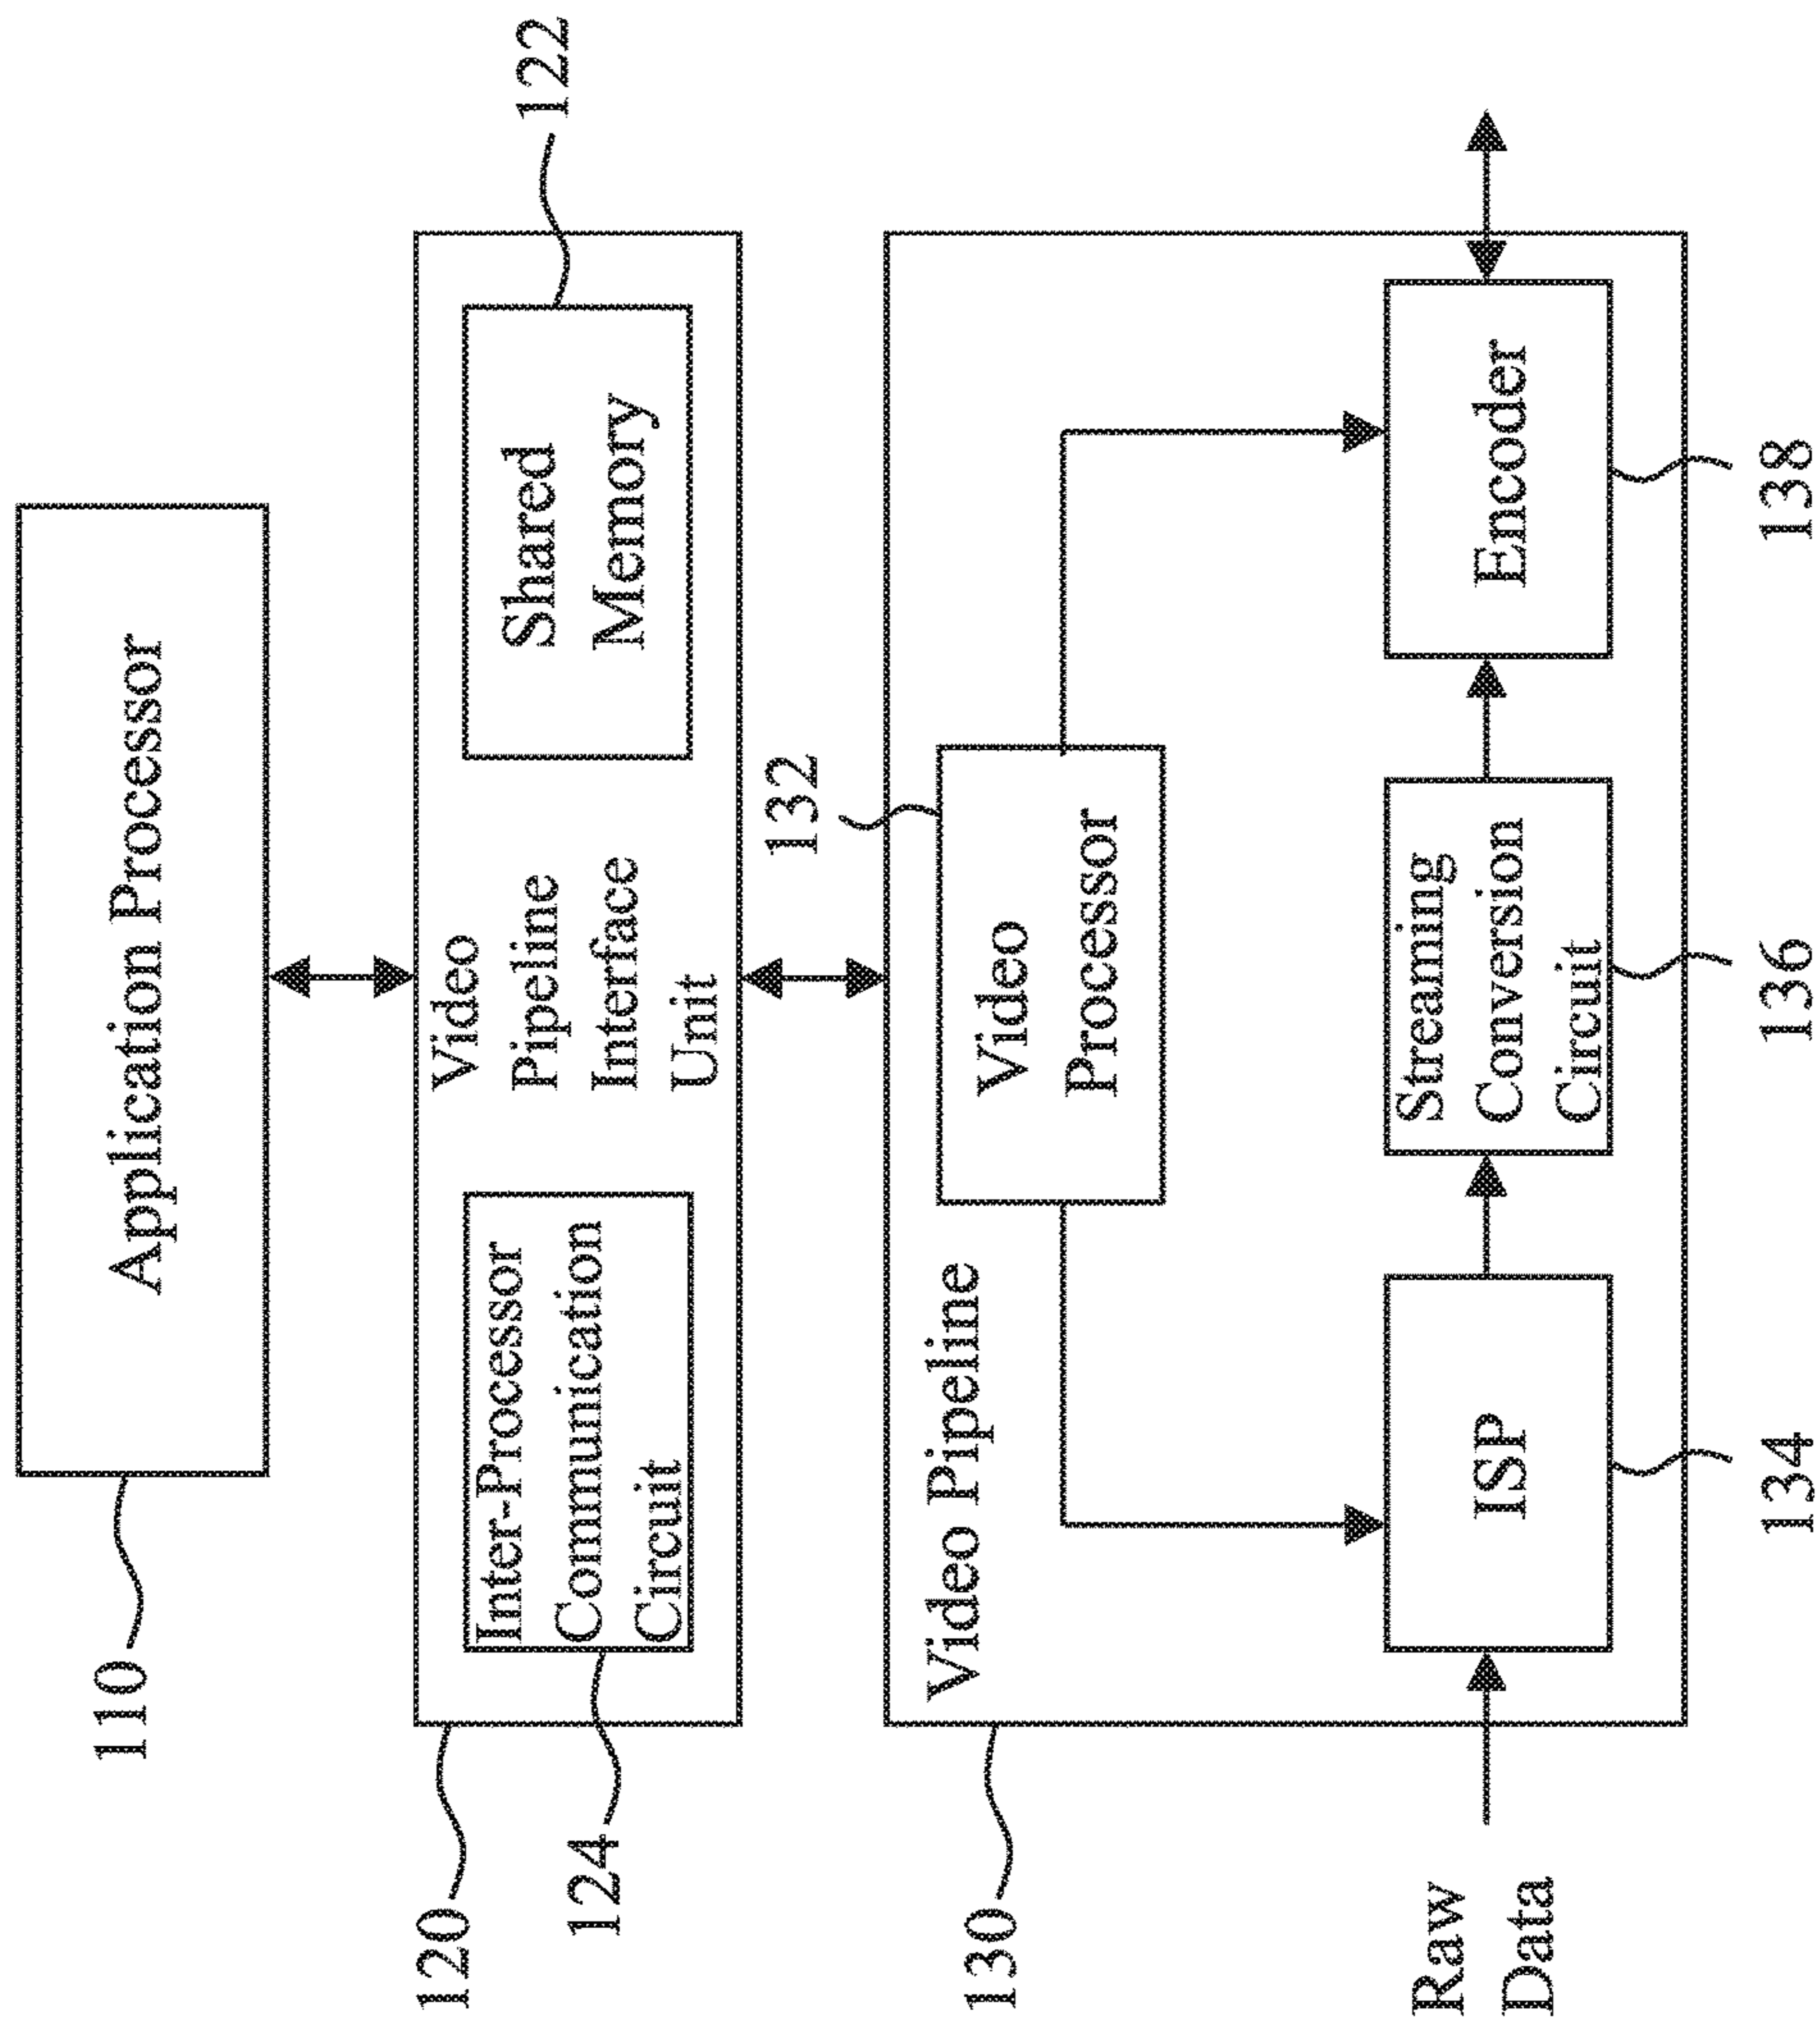 110
Application Processor
120
124
Inter-Processor
Communication
Circuit
Video
Pipeline
Interface
Unit
Shared
Memory
122
130
Video Pipeline
132
Video
Processor
Raw
Data
ISP
134
Streaming
Conversion
Circuit
136
Encoder
138